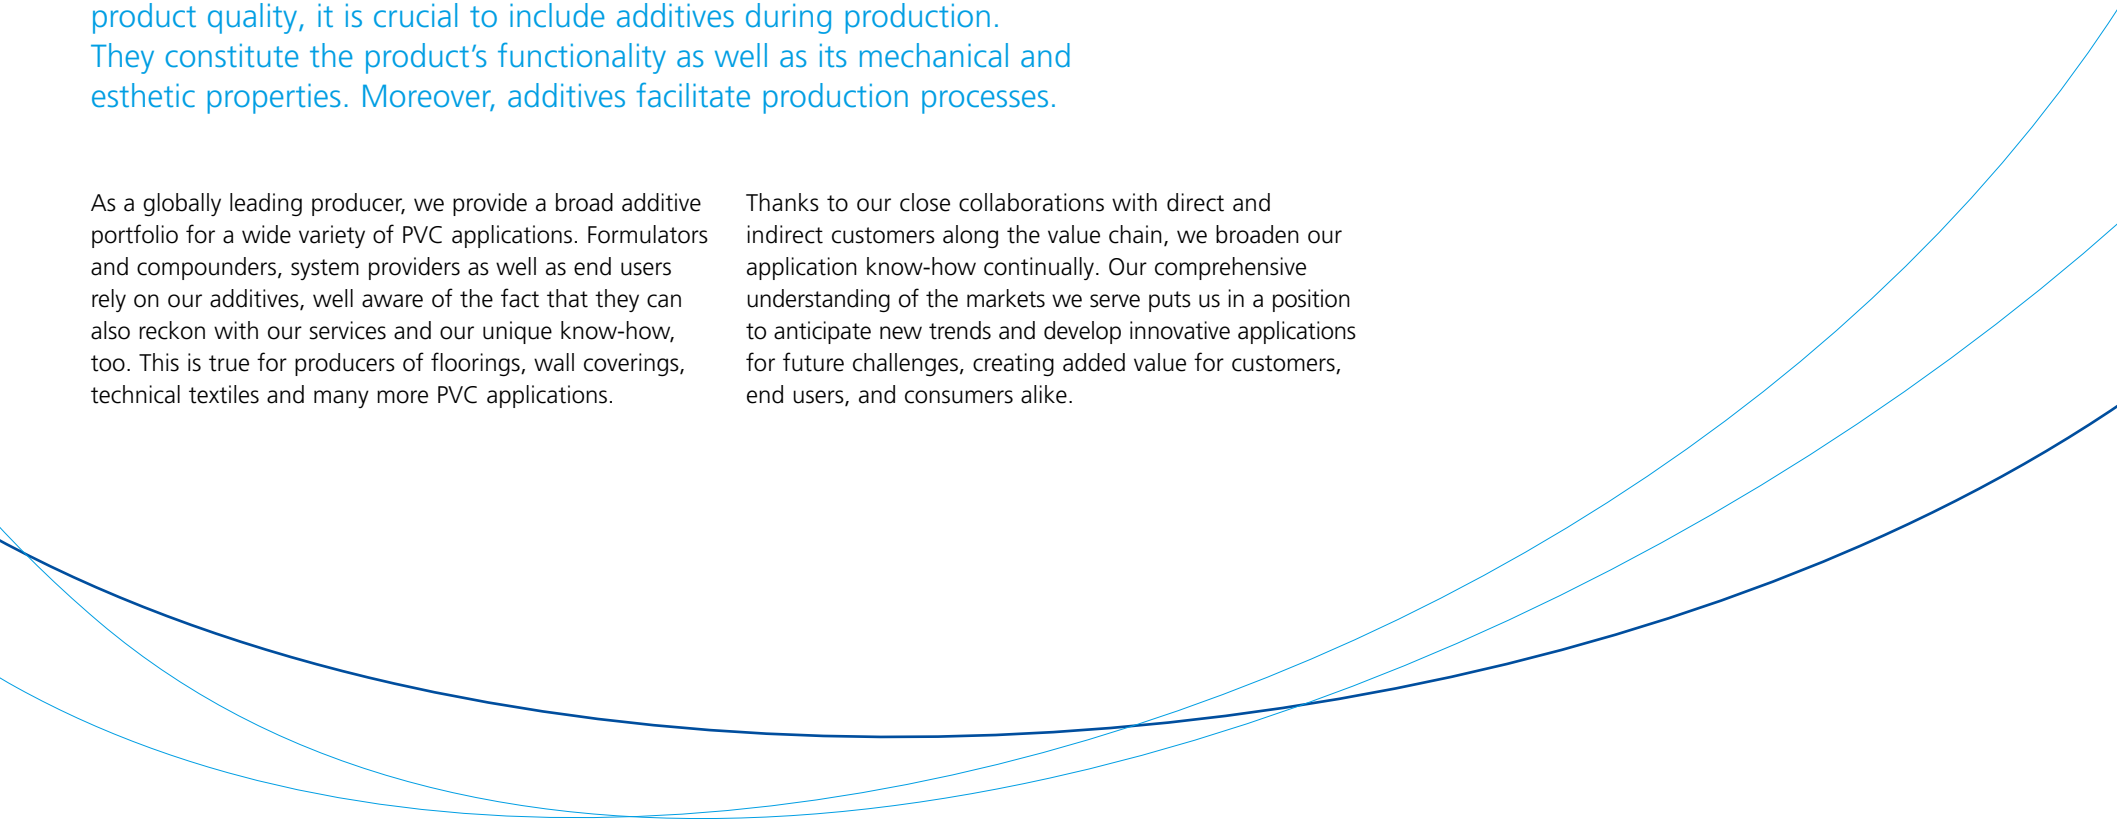 product quality, it is crucial to include additives during production.
They constitute the product’s functionality as well as its mechanical and
esthetic properties. Moreover, additives facilitate production processes.
As a globally leading producer, we provide a broad additive
portfolio for a wide variety of PVC applications. Formulators
and compounders, system providers as well as end users
rely on our additives, well aware of the fact that they can
also reckon with our services and our unique know-how,
too. This is true for producers of floorings, wall coverings,
technical textiles and many more PVC applications.
Thanks to our close collaborations with direct and
indirect customers along the value chain, we broaden our
application know-how continually. Our comprehensive
understanding of the markets we serve puts us in a position
to anticipate new trends and develop innovative applications
for future challenges, creating added value for customers,
end users, and consumers alike.